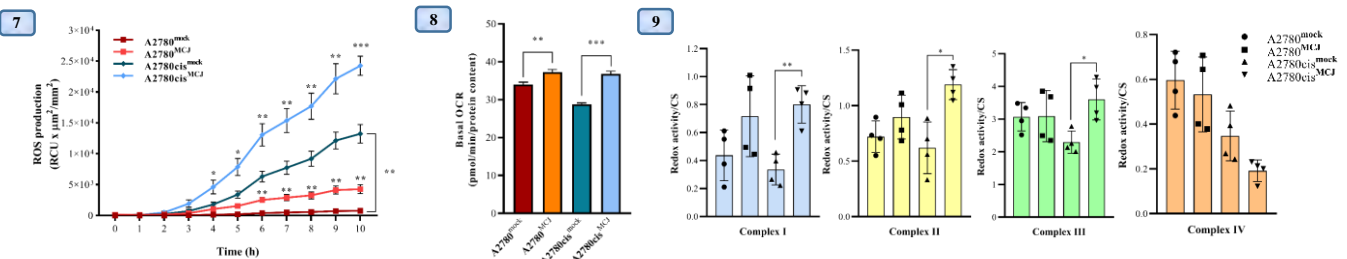 7
ROS production
(RCU x μm²/mm²)
3×10⁴
2.5×10⁴
2×10⁴
1.5×10⁴
1×10⁴
5×10³
0
A2780mock
A2780MCJ
A2780cismock
A2780cisMCJ
*
*
**
**
**
**
***
**
**
**
**
**
**
0 1 2 3 4 5 6 7 8 9 10
Time (h)
8
Basal OCR
(pmol/min/protein content)
50
40
30
20
10
0
**
***
A2780mock
A2780MCJ
A2780cismock
A2780cisMCJ
9
Redox activity/CS
1.2
1.0
0.8
0.6
0.4
0.2
0.0
**
Complex I
Redox activity/CS
1.5
1.0
0.5
0.0
*
Complex II
Redox activity/CS
5
4
3
2
1
0
*
Complex III
Redox activity/CS
0.8
0.6
0.4
0.2
0.0
Complex IV
A2780mock
A2780MCJ
A2780cismock
A2780cisMCJ